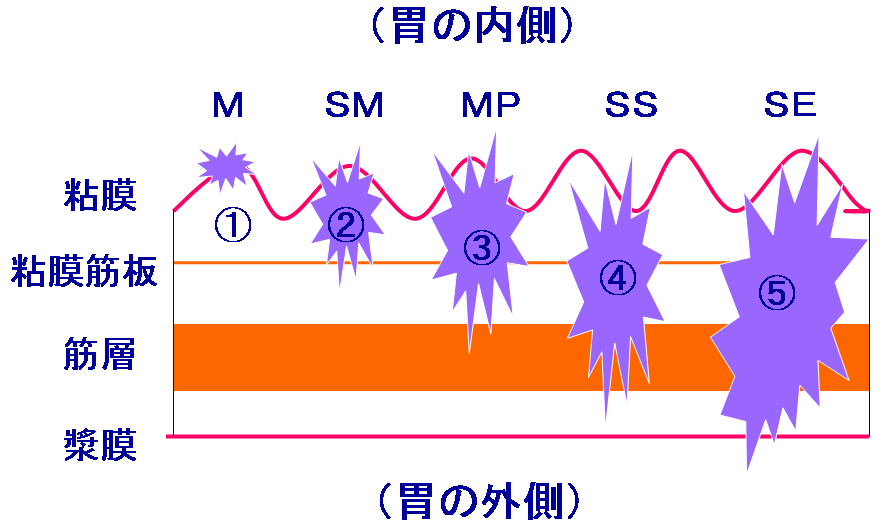 （胃の内側）
M SM MP SS SE
粘膜
① ② ③ ④ ⑤
粘膜筋板
筋層
漿膜
（胃の外側）